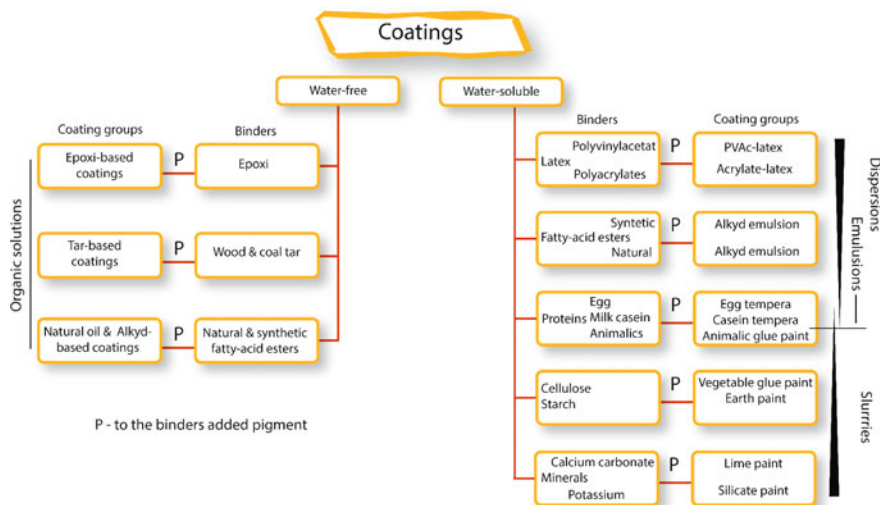 Coatings
Water-free
Water-soluble
Coating groups
Binders
Epoxi-based
coatings
P
Epoxi
Tar-based
coatings
P
Wood & coal tar
Natural oil & Alkyd-
based coatings
P
Natural & synthetic
fatty-acid esters
Organic solutions
P - to the binders added pigment
Binders
Coating groups
Polyvinylacetat
Latex
Polyacrylates
P
PVAc-latex
Acrylate-latex
Syntetic
Fatty-acid esters
Natural
P
Alkyd emulsion
Alkyd emulsion
Egg
Proteins Milk casein
Animalics
P
Egg tempera
Casein tempera
Animalic glue paint
Cellulose
Starch
P
Vegetable glue paint
Earth paint
Calcium carbonate
Minerals
Potassium
P
Lime paint
Silicate paint
Dispersions
Emulusions
Slurrries